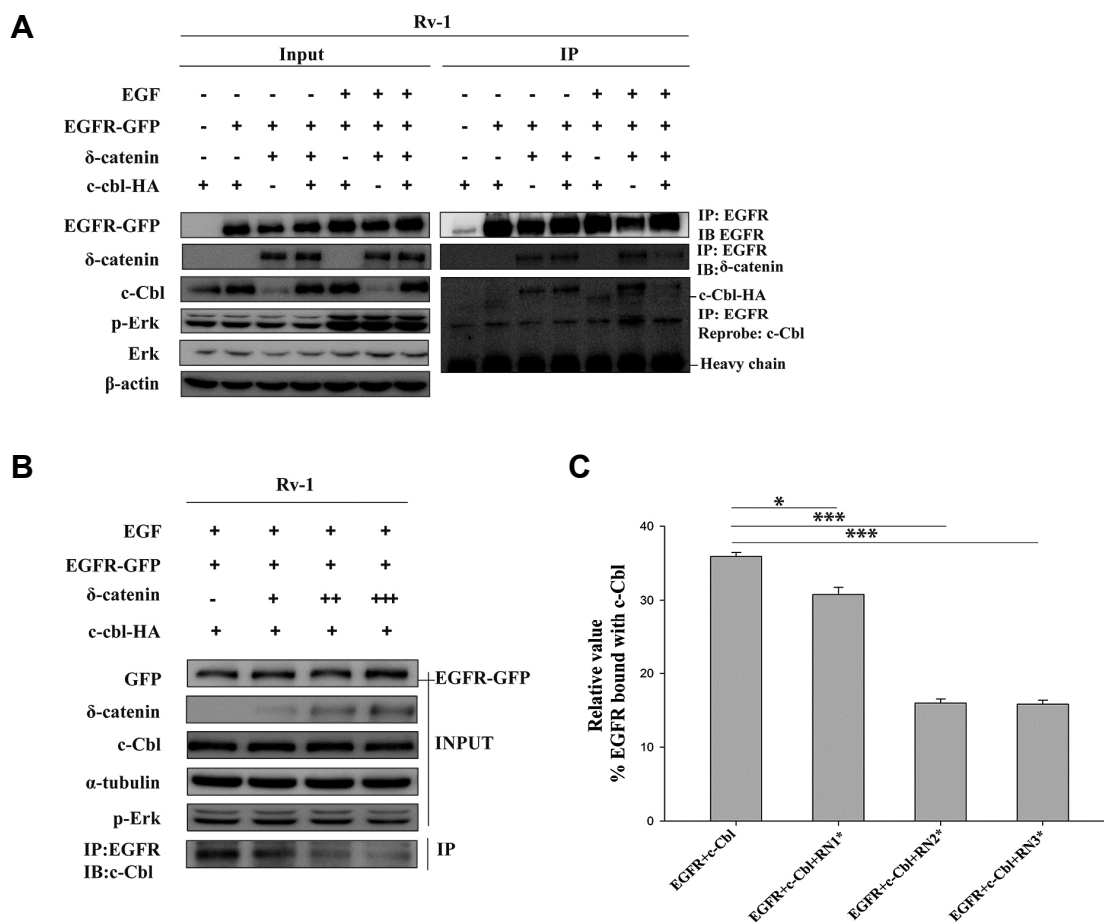 A
Rv-1
Input
IP
EGF - - - - + + + - - - - + + +
EGFR-GFP - + + + + + + - + + + + + +
δ-catenin - - + + - + + - - + + - + +
c-cbl-HA + + - + + - + + + - + + - +
EGFR-GFP
IP: EGFR
IB EGFR
δ-catenin
IP: EGFR
IB:δ-catenin
c-Cbl
c-Cbl-HA
p-Erk
IP: EGFR
Reprobe: c-Cbl
Erk
Heavy chain
β-actin
B
Rv-1
EGF + + + +
EGFR-GFP + + + +
δ-catenin - + ++ +++
c-cbl-HA + + + +
GFP
EGFR-GFP
δ-catenin
c-Cbl
INPUT
α-tubulin
p-Erk
IP:EGFR
IB:c-Cbl
IP
C
*
***
***
40
30
20
10
0
Relative value
% EGFR bound with c-Cbl
EGFR+c-Cbl
EGFR+c-Cbl+RN1*
EGFR+c-Cbl+RN2*
EGFR+c-Cbl+RN3*